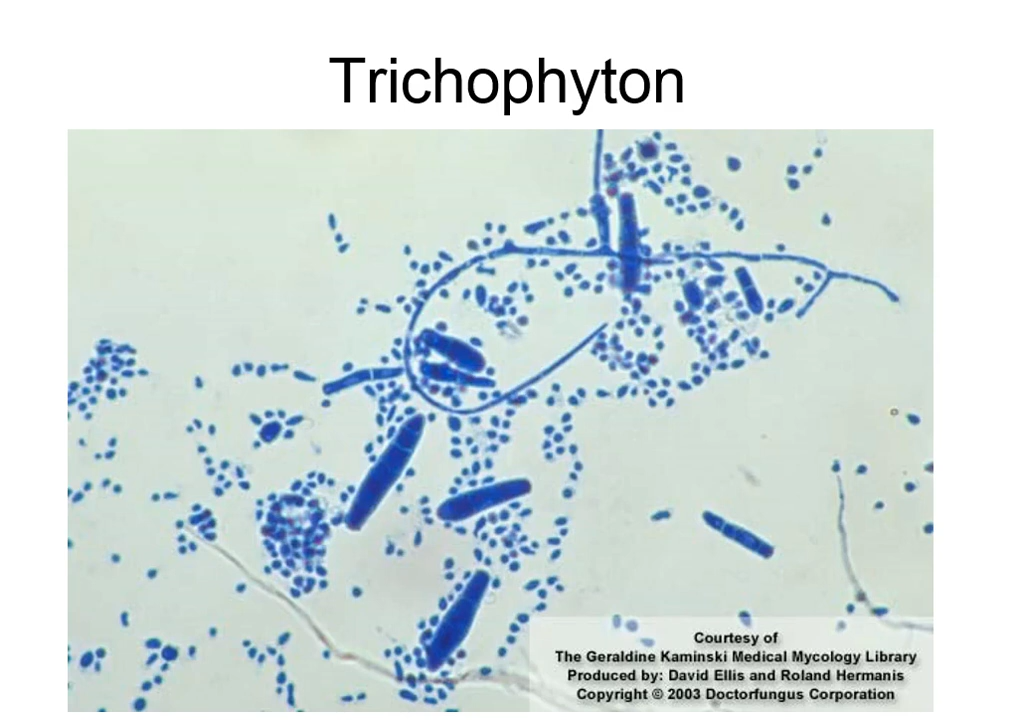 Trichophyton
Courtesy of
The Geraldine Kaminski Medical Mycology Library
Produced by: David Ellis and Roland Hermanis
Copyright © 2003 Doctorfungus Corporation